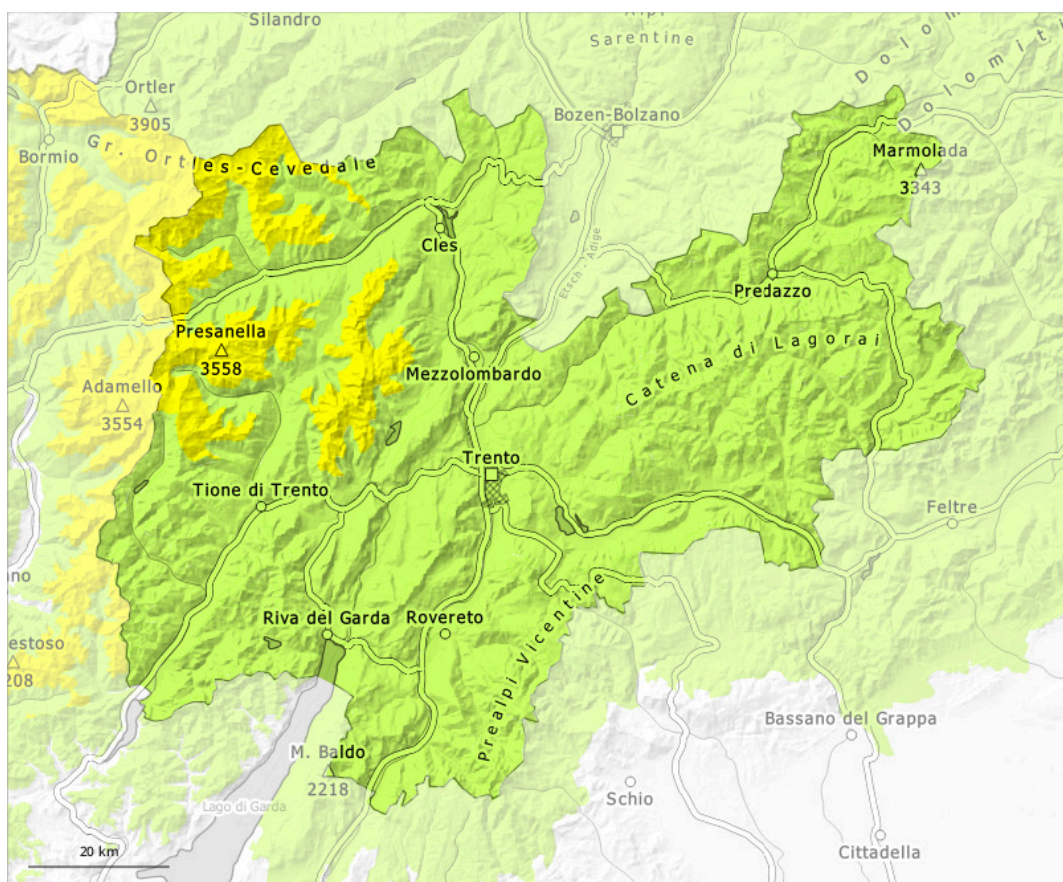 Silandro
Alpi
Sarentine
Ortler
3905
Bormio
Gr. Ortles-Cevedale
Bozen-Bolzano
Etsch - Adige
Marmolada
3343
Cles
Predazzo
Presanella
3558
Adamello
3554
Mezzolombardo
Catena di Lagorai
Trento
Tione di Trento
Feltre
Riva del Garda
Rovereto
Prealpi Vicentine
estoso
208
M. Baldo
2218
Lago di Garda
Bassano del Grappa
Schio
Cittadella
20 km
Dolom
Dolomiti